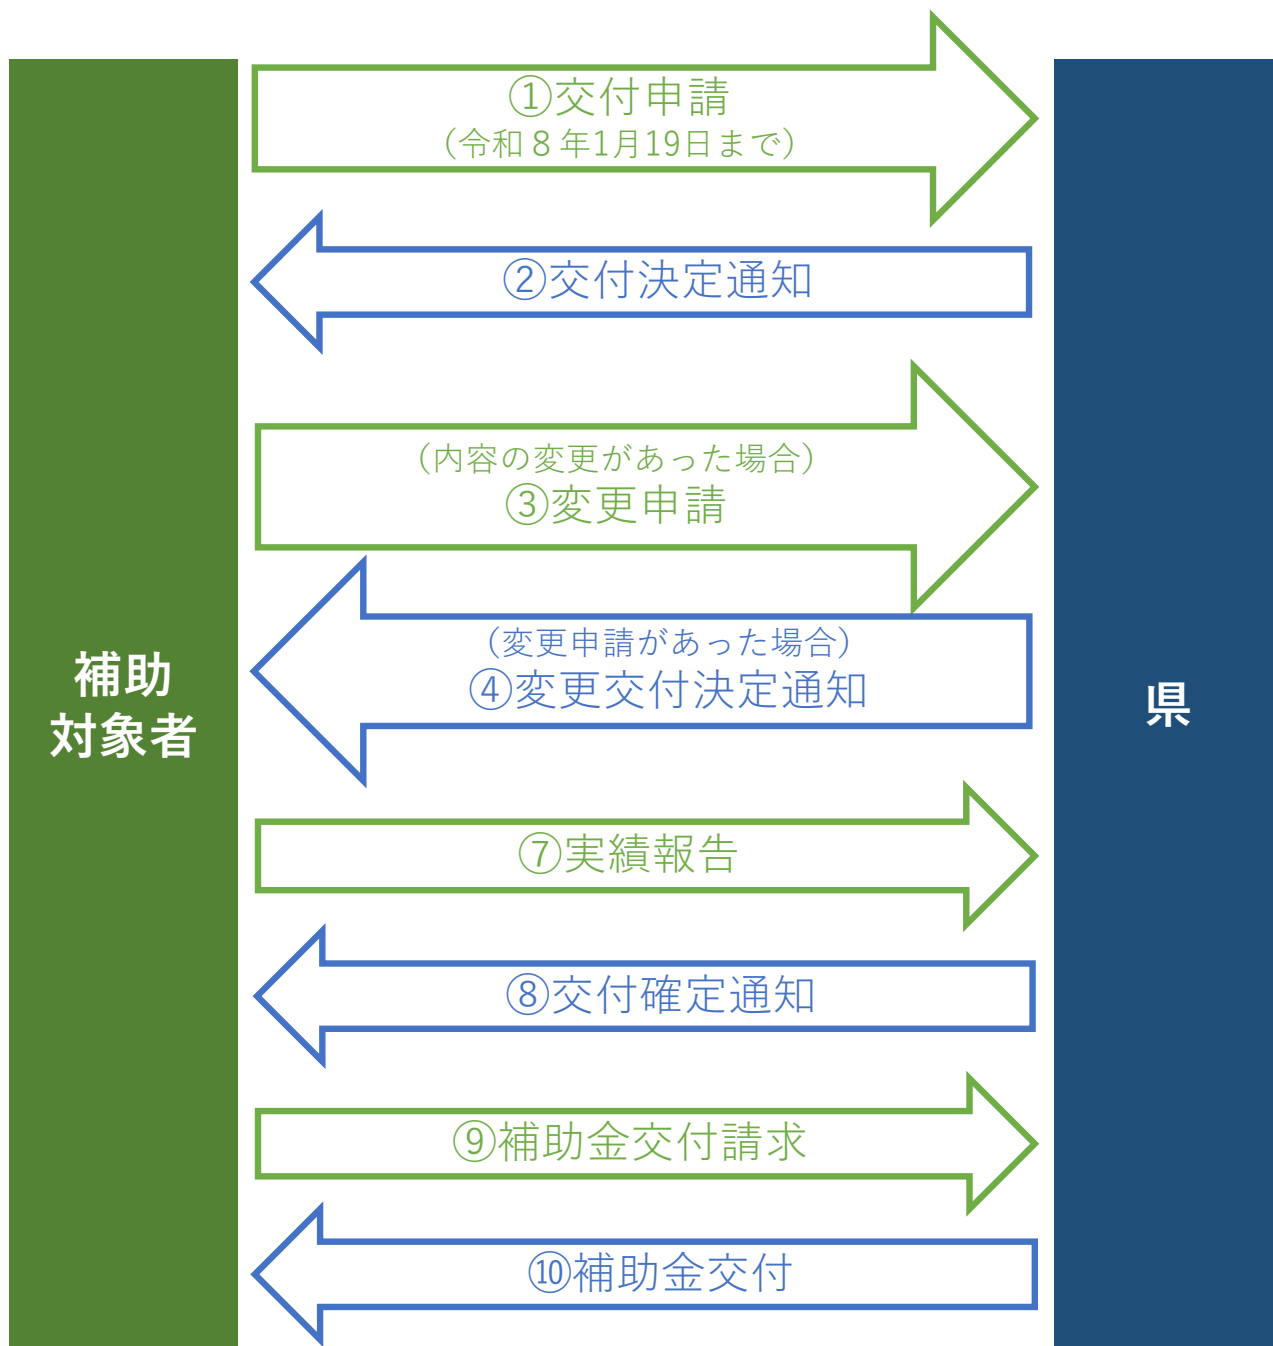 ①交付申請
（令和８年1月19日まで）
②交付決定通知
（内容の変更があった場合）
③変更申請
（変更申請があった場合）
④変更交付決定通知
補助
対象者
県
⑦実績報告
⑧交付確定通知
⑨補助金交付請求
⑩補助金交付